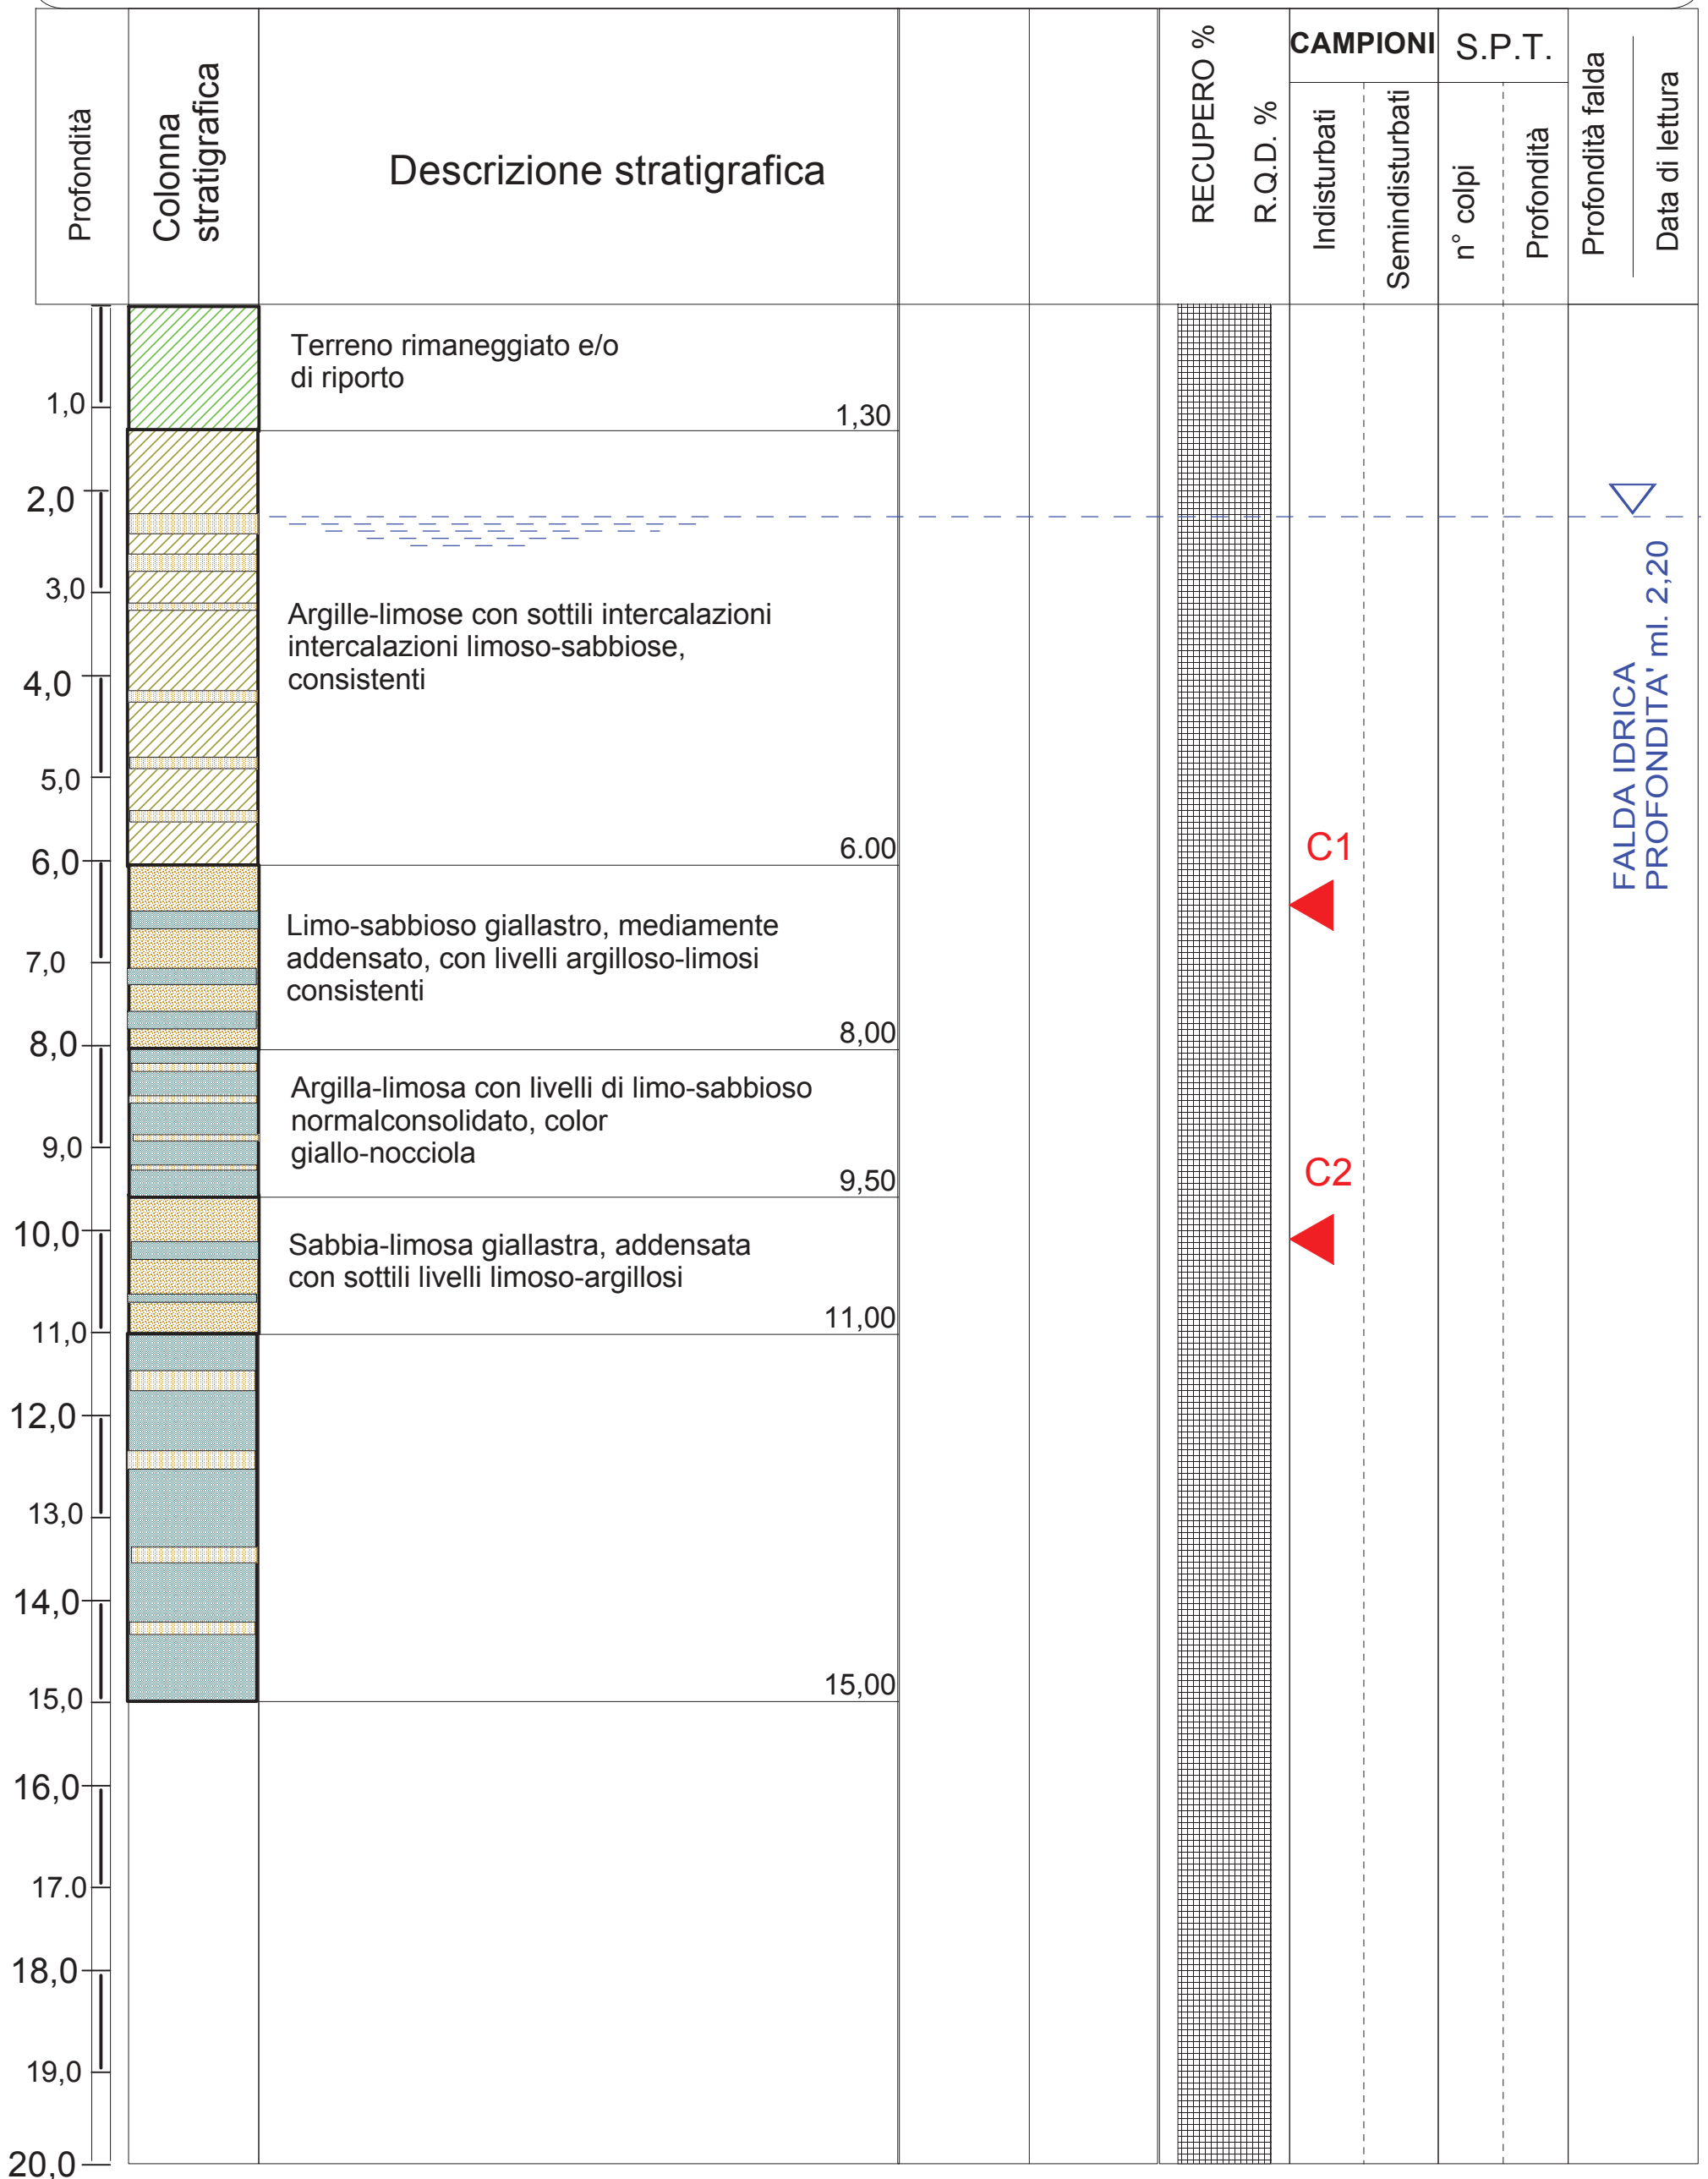 Profondità
Colonna
stratigrafica
Descrizione stratigrafica
RECUPERO %
R.Q.D. %
CAMPIONI
Indisturbati
Semindisturbati
S.P.T.
n° colpi
Profondità
Profondità falda
Data di lettura
Terreno rimaneggiato e/o
di riporto
1,30
1,0
2,0
3,0
Argille-limose con sottili intercalazioni
intercalazioni limoso-sabbiose,
consistenti
4,0
5,0
6.00
6,0
C1
FALDA IDRICA
PROFONDITA' ml. 2,20
Limo-sabbioso giallastro, mediamente
addensato, con livelli argilloso-limosi
consistenti
7,0
8,00
8,0
Argilla-limosa con livelli di limo-sabbioso
normalconsolidato, color
giallo-nocciola
9,0
9,50
C2
10,0
Sabbia-limosa giallastra, addensata
con sottili livelli limoso-argillosi
11,00
11,0
12,0
13,0
14,0
15,00
15,0
16,0
17.0
18,0
19,0
20,0